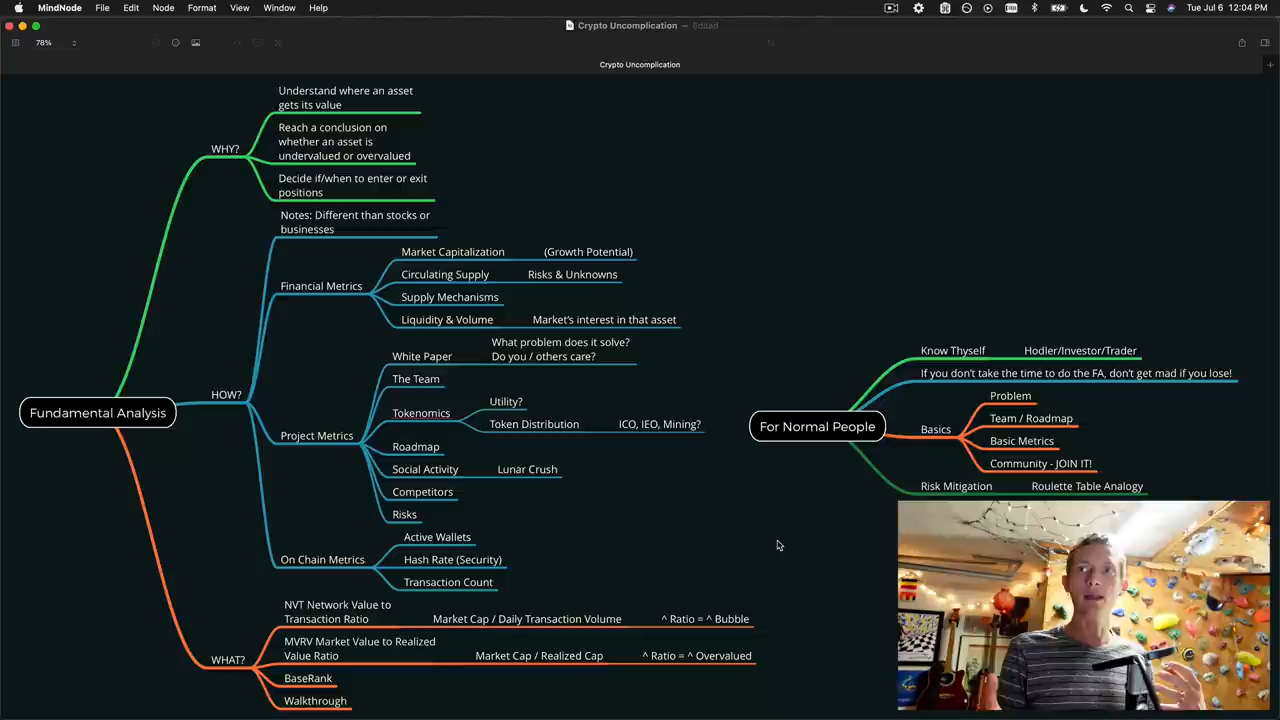 MindNode File Edit Node Format View Window Help
Tue Jul 6 12:04 PM
Crypto Uncomplication — Edited
78%
Crypto Uncomplication
Fundamental Analysis
WHY?
Understand where an asset
gets its value
Reach a conclusion on
whether an asset is
undervalued or overvalued
Decide if/when to enter or exit
positions
HOW?
Notes: Different than stocks or
businesses
Financial Metrics
Market Capitalization (Growth Potential)
Circulating Supply Risks & Unknowns
Supply Mechanisms
Liquidity & Volume Market's interest in that asset
Project Metrics
White Paper
What problem does it solve?
Do you / others care?
The Team
Tokenomics
Utility?
Token Distribution ICO, IEO, Mining?
Roadmap
Social Activity Lunar Crush
Competitors
Risks
On Chain Metrics
Active Wallets
Hash Rate (Security)
Transaction Count
WHAT?
NVT Network Value to
Transaction Ratio
Market Cap / Daily Transaction Volume ^ Ratio = ^ Bubble
MVRV Market Value to Realized
Value Ratio
Market Cap / Realized Cap ^ Ratio = ^ Overvalued
BaseRank
Walkthrough
For Normal People
Know Thyself Hodler/Investor/Trader
If you don't take the time to do the FA, don't get mad if you lose!
Basics
Problem
Team / Roadmap
Basic Metrics
Community - JOIN IT!
Risk Mitigation Roulette Table Analogy